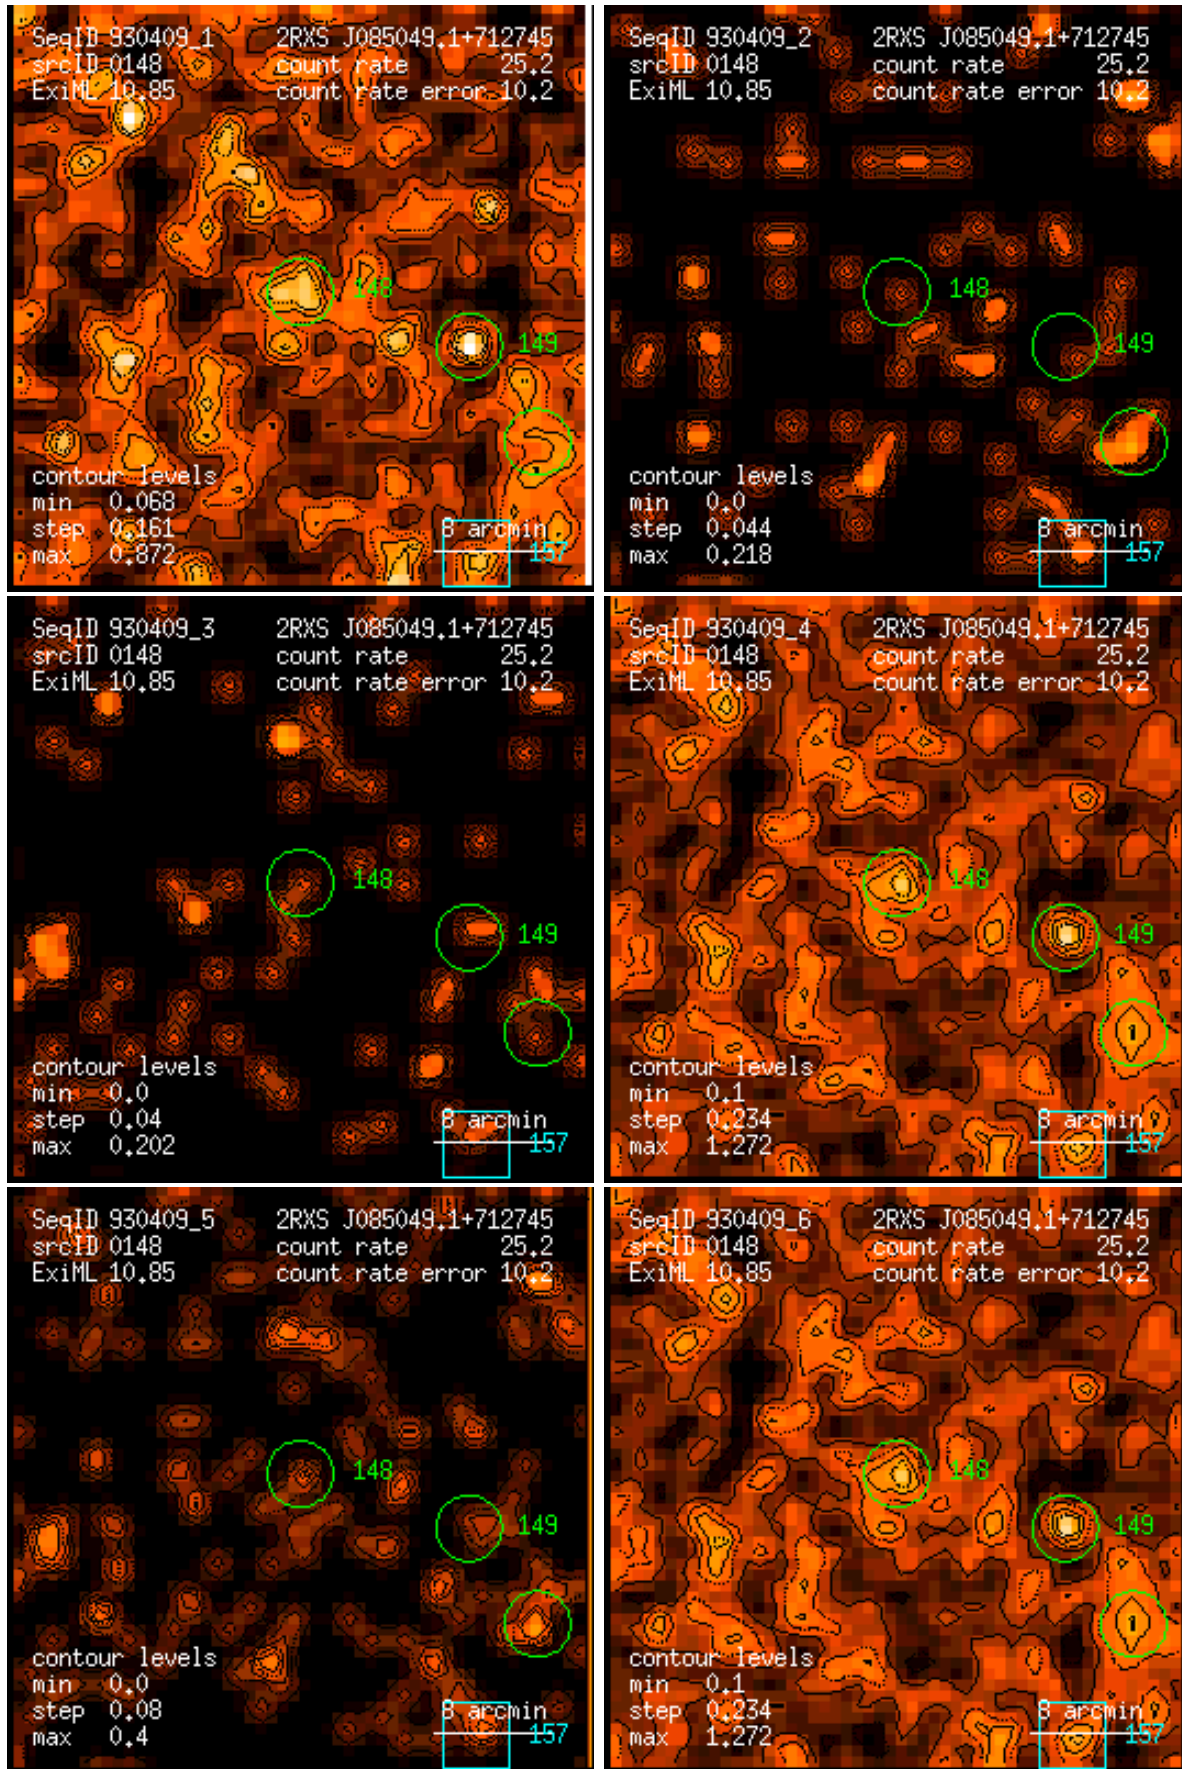 SeqID 930409_1 2RXS J085049.1+712745
srcID 0148 count rate 25.2
ExiML 10.85 count rate error 10.2
148
149
contour levels
min 0.068
step 0.161
max 0.872
8 arcmin
157
SeqID 930409_2 2RXS J085049.1+712745
srcID 0148 count rate 25.2
ExiML 10.85 count rate error 10.2
148
149
contour levels
min 0.0
step 0.044
max 0.218
8 arcmin
157
SeqID 930409_3 2RXS J085049.1+712745
srcID 0148 count rate 25.2
ExiML 10.85 count rate error 10.2
148
149
contour levels
min 0.0
step 0.04
max 0.202
8 arcmin
157
SeqID 930409_4 2RXS J085049.1+712745
srcID 0148 count rate 25.2
ExiML 10.85 count rate error 10.2
148
149
contour levels
min 0.1
step 0.234
max 1.272
8 arcmin
157
SeqID 930409_5 2RXS J085049.1+712745
srcID 0148 count rate 25.2
ExiML 10.85 count rate error 10.2
148
149
contour levels
min 0.0
step 0.08
max 0.4
8 arcmin
157
SeqID 930409_6 2RXS J085049.1+712745
srcID 0148 count rate 25.2
ExiML 10.85 count rate error 10.2
148
149
contour levels
min 0.1
step 0.234
max 1.272
8 arcmin
157